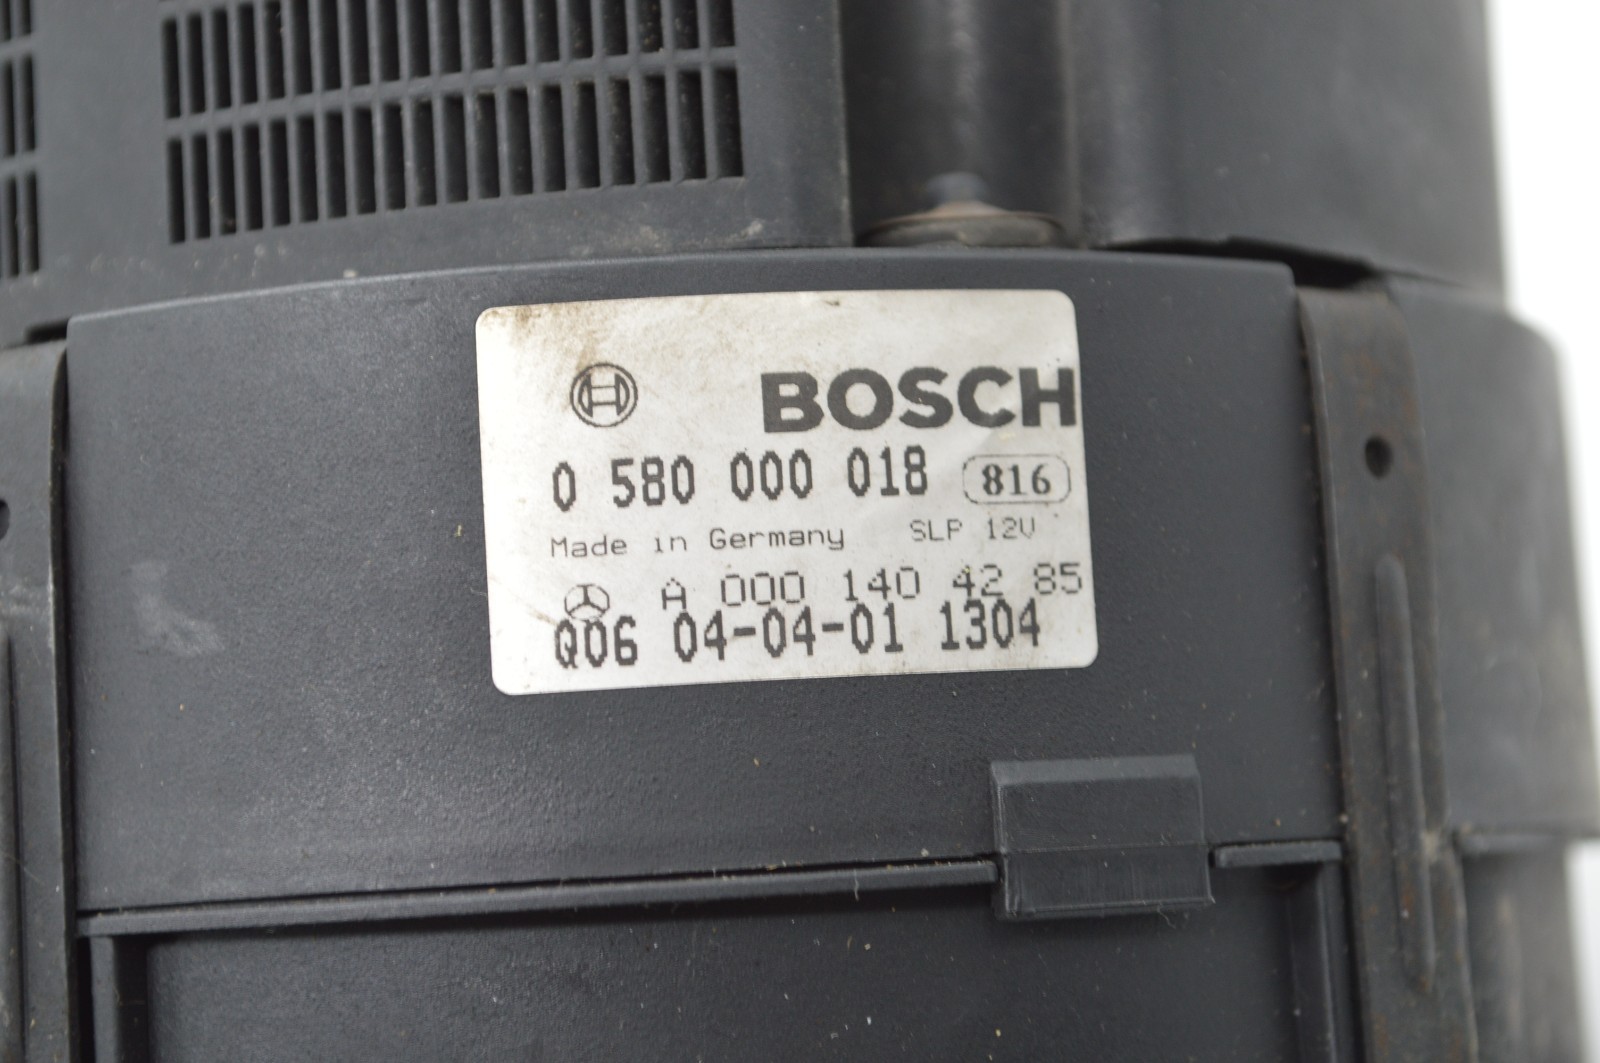 BOSCH
0 580 000 018 816
Made in Germany SLP 12V
A 000 140 42 85
Q06 04-04-01 1304